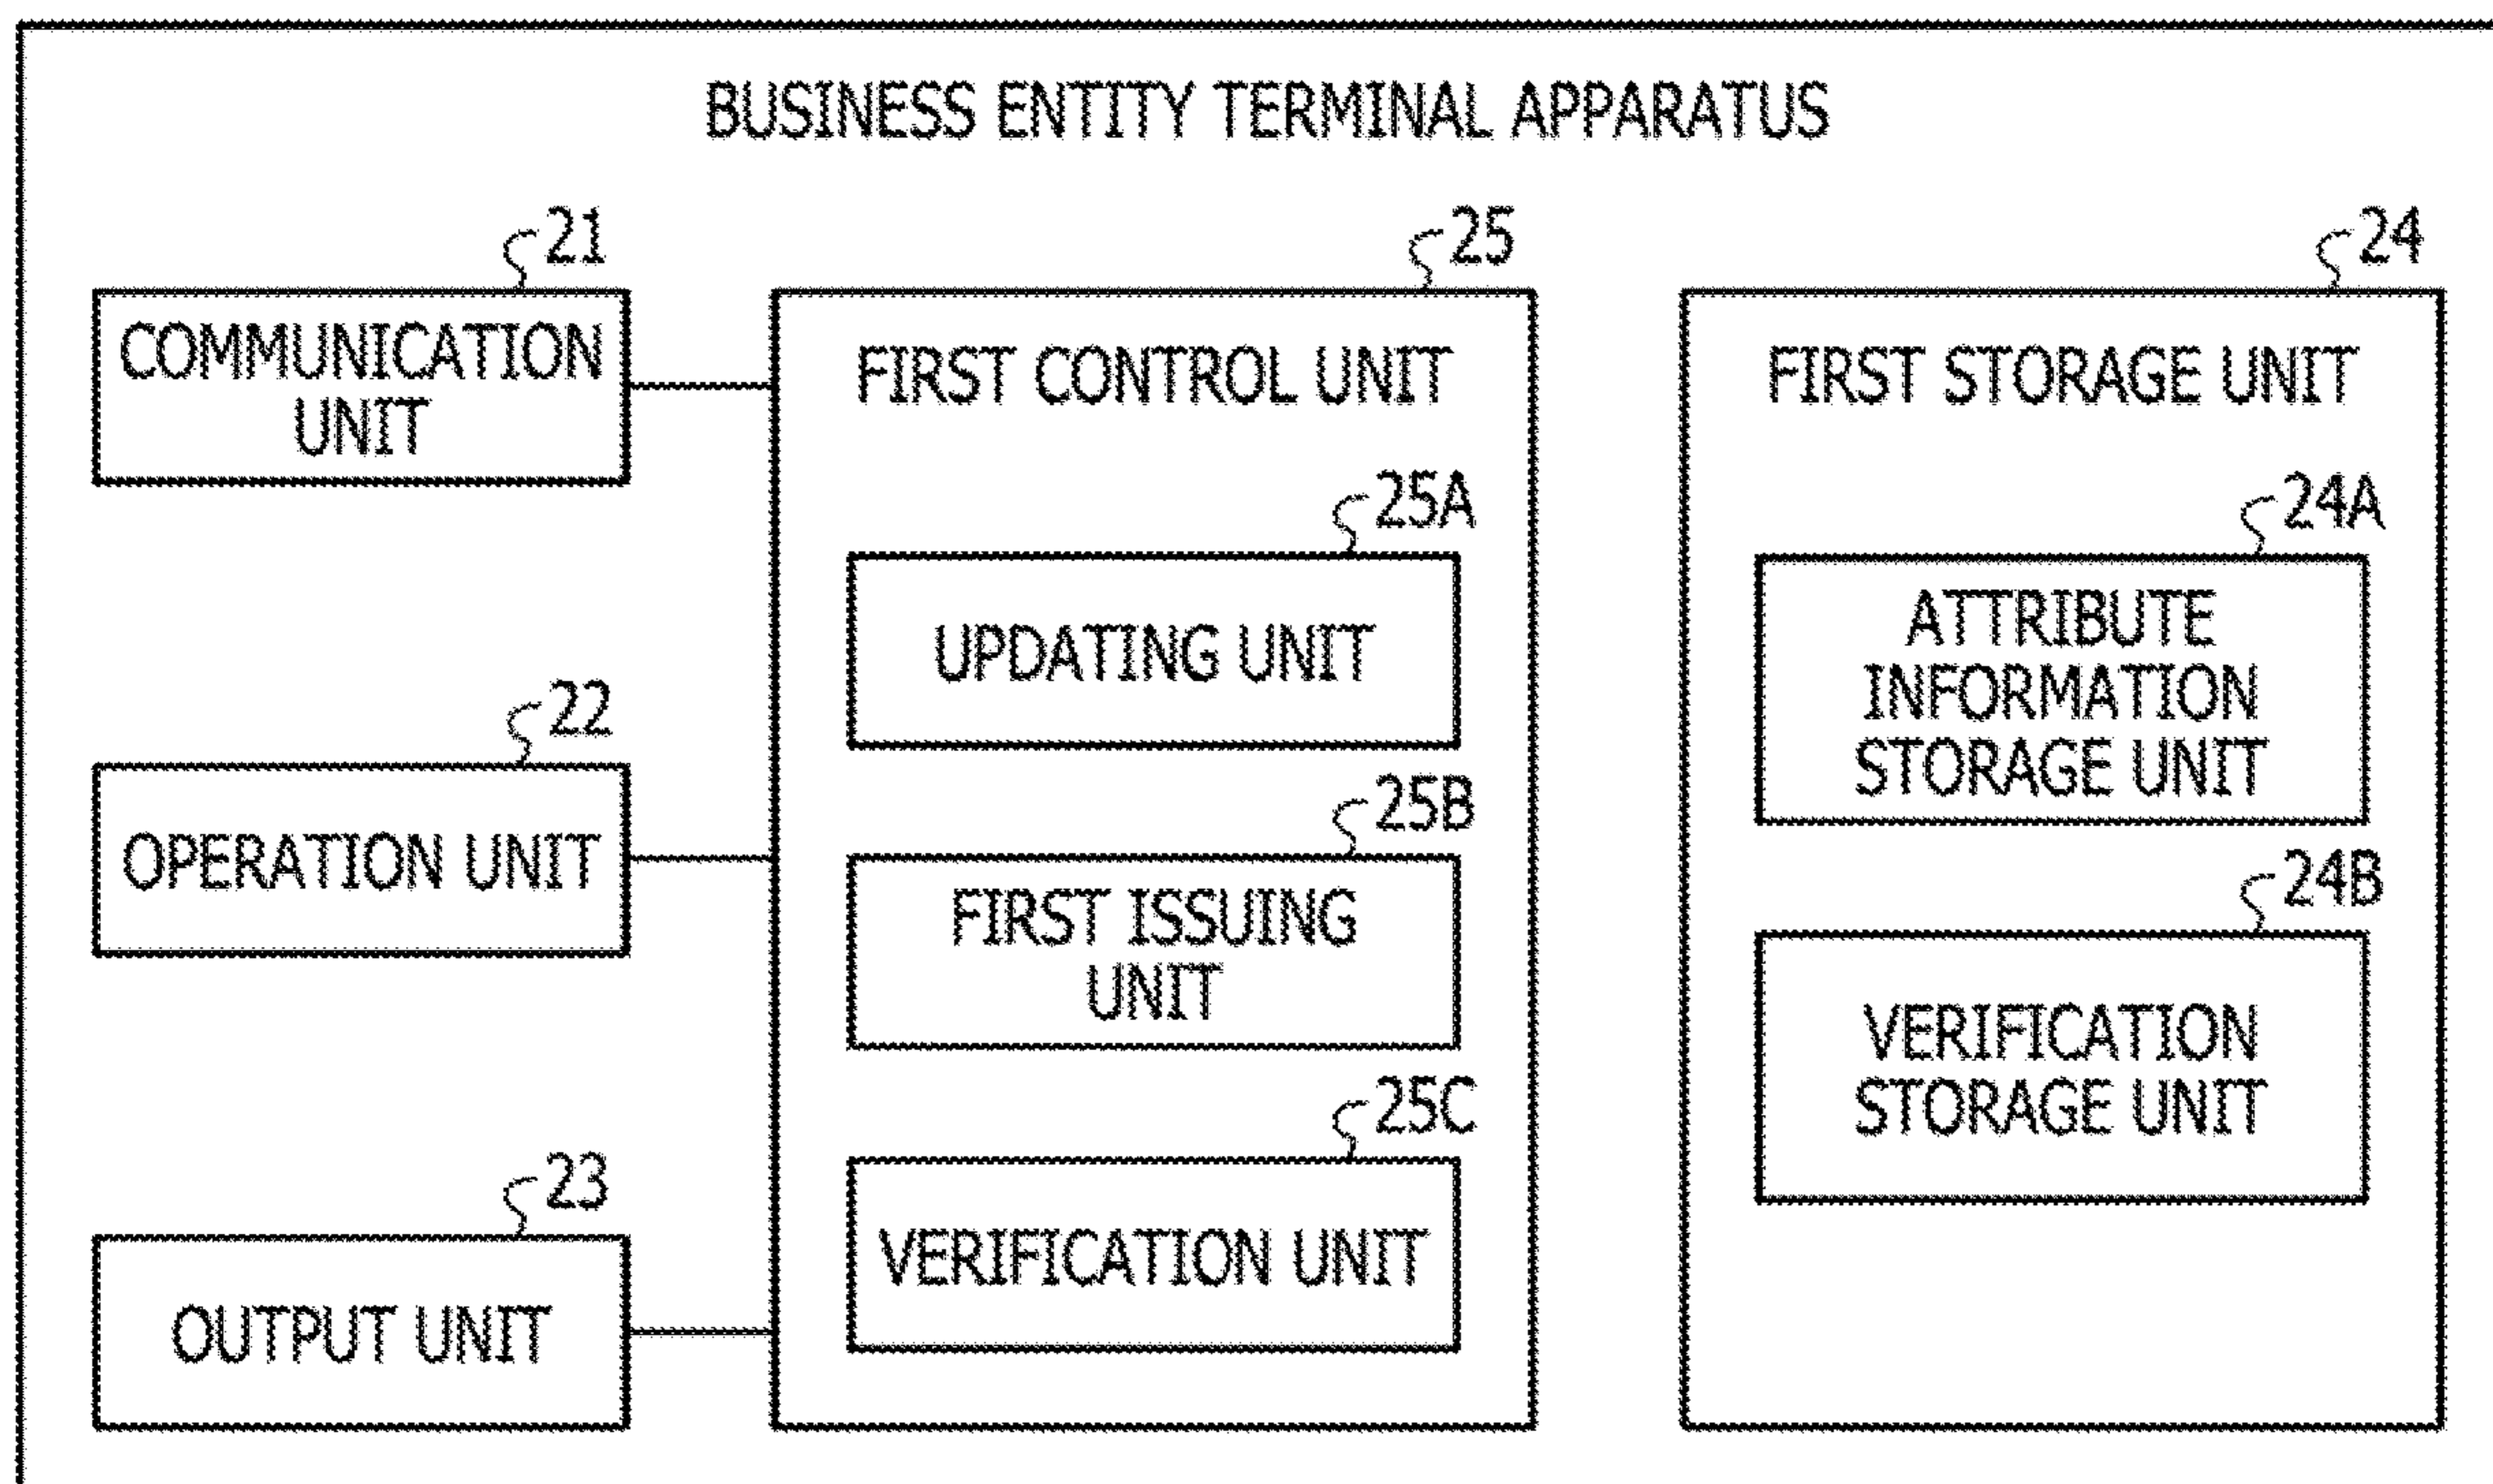 BUSINESS ENTITY TERMINAL APPARATUS
21
COMMUNICATION
UNIT
22
OPERATION UNIT
23
OUTPUT UNIT
25
FIRST CONTROL UNIT
25A
UPDATING UNIT
25B
FIRST ISSUING
UNIT
25C
VERIFICATION UNIT
24
FIRST STORAGE UNIT
24A
ATTRIBUTE
INFORMATION
STORAGE UNIT
24B
VERIFICATION
STORAGE UNIT